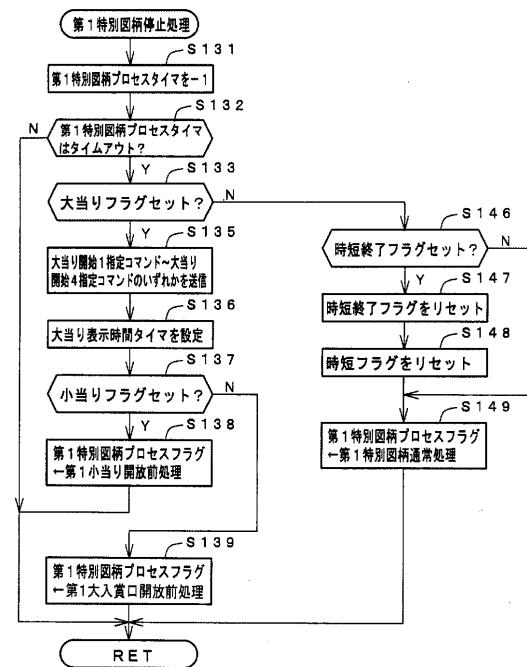 第1特別図柄停止処理
S131
第1特別図柄プロセスタイマを−1
S132
N
第1特別図柄プロセスタイマ
はタイムアウト?
Y
S133
大当りフラグセット?
N
Y
S135
大当り開始1指定コマンド~大当り
開始4指定コマンドのいずれかを送信
S136
大当り表示時間タイマを設定
S137
小当りフラグセット?
N
Y
S138
第1特別図柄プロセスフラグ
←第1小当り開放前処理
S139
第1特別図柄プロセスフラグ
←第1大入賞口開放前処理
S146
時短終了フラグセット?
N
Y
S147
時短終了フラグをリセット
S148
時短フラグをリセット
S149
第1特別図柄プロセスフラグ
←第1特別図柄通常処理
RET